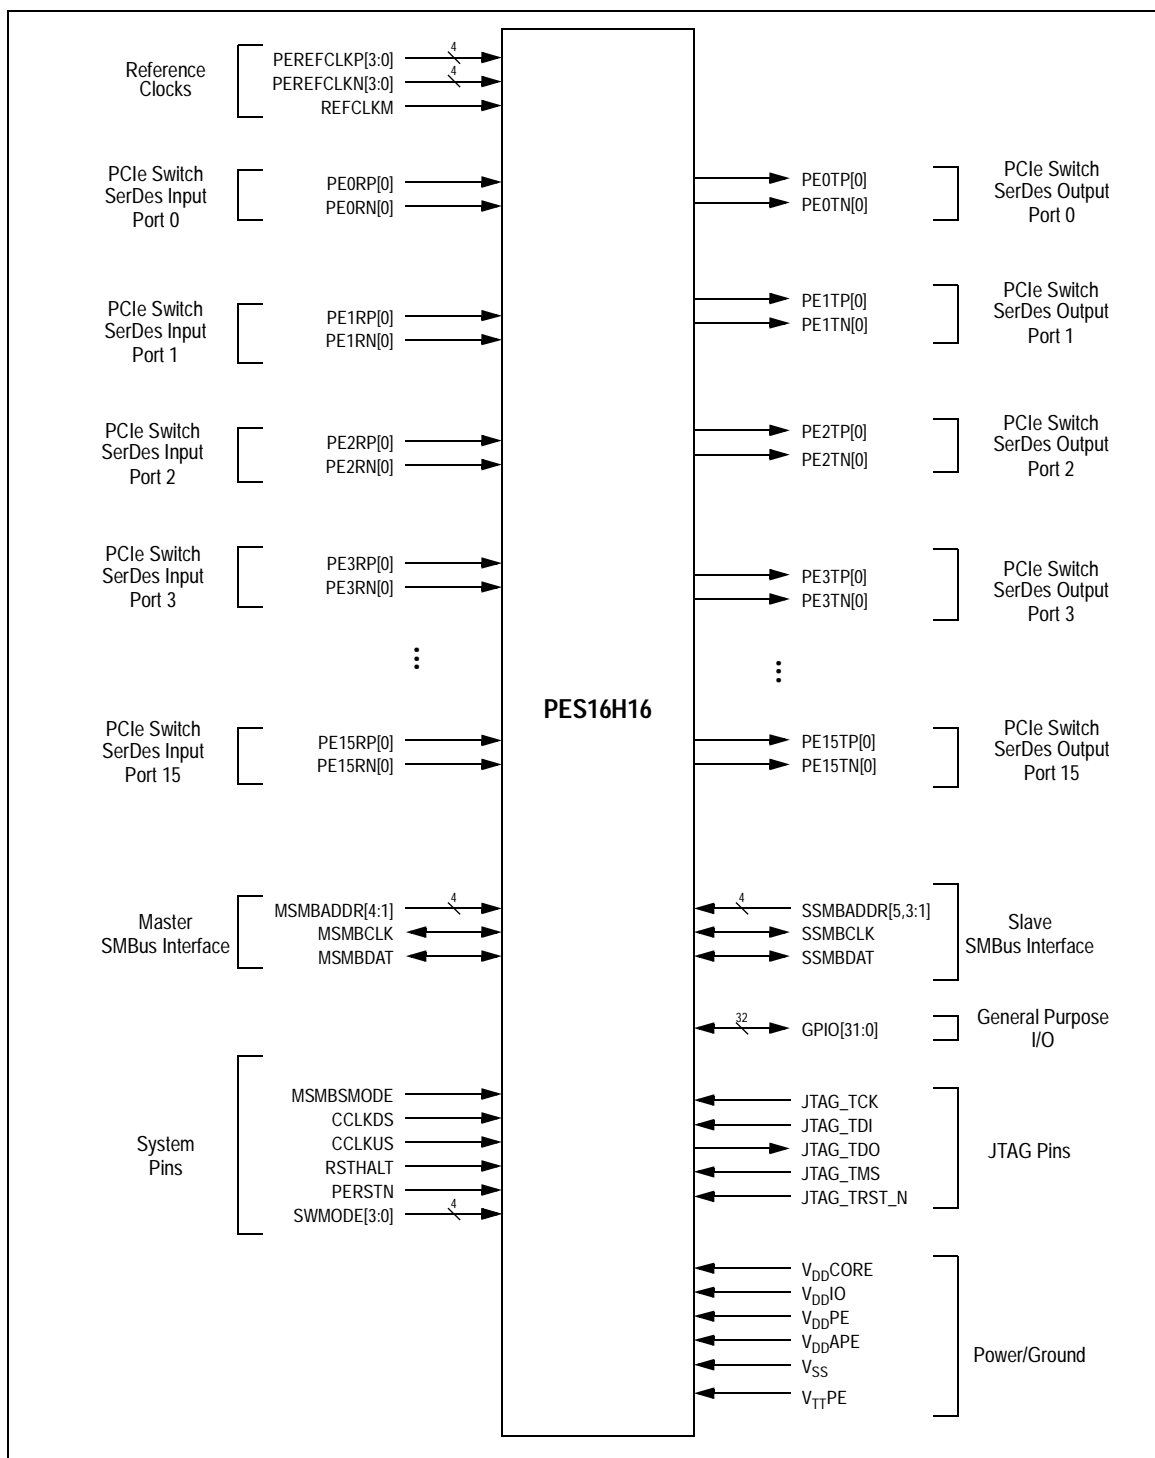 Reference
Clocks
PEREFCLKP[3:0]
4
PEREFCLKN[3:0]
4
REFCLKM
PCIe Switch
SerDes Input
Port 0
PE0RP[0]
PE0RN[0]
PCIe Switch
SerDes Input
Port 1
PE1RP[0]
PE1RN[0]
PCIe Switch
SerDes Input
Port 2
PE2RP[0]
PE2RN[0]
PCIe Switch
SerDes Input
Port 3
PE3RP[0]
PE3RN[0]
PCIe Switch
SerDes Input
Port 15
PE15RP[0]
PE15RN[0]
Master
SMBus Interface
MSMBADDR[4:1]
4
MSMBCLK
MSMBDAT
System
Pins
MSMBSMODE
CCLKDS
CCLKUS
RSTHALT
PERSTN
SWMODE[3:0]
4
PES16H16
PE0TP[0]
PE0TN[0]
PCIe Switch
SerDes Output
Port 0
PE1TP[0]
PE1TN[0]
PCIe Switch
SerDes Output
Port 1
PE2TP[0]
PE2TN[0]
PCIe Switch
SerDes Output
Port 2
PE3TP[0]
PE3TN[0]
PCIe Switch
SerDes Output
Port 3
PE15TP[0]
PE15TN[0]
PCIe Switch
SerDes Output
Port 15
4
SSMBADDR[5,3:1]
SSMBCLK
SSMBDAT
Slave
SMBus Interface
32
GPIO[31:0]
General Purpose
I/O
JTAG_TCK
JTAG_TDI
JTAG_TDO
JTAG_TMS
JTAG_TRST_N
JTAG Pins
VDDCORE
VDDIO
VDDPE
VDDAPE
VSS
VTTPE
Power/Ground